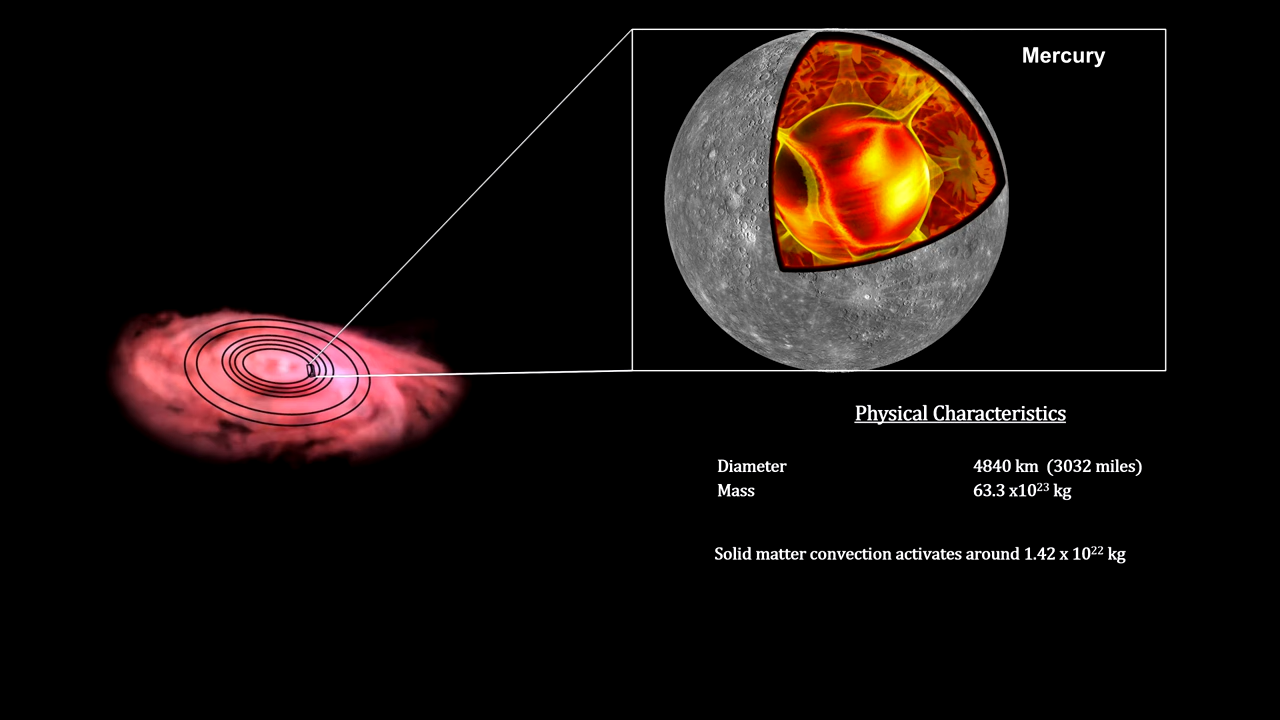 Mercury
Physical Characteristics
Diameter 4840 km (3032 miles)
Mass 63.3 x10²³ kg
Solid matter convection activates around 1.42 x 10²² kg